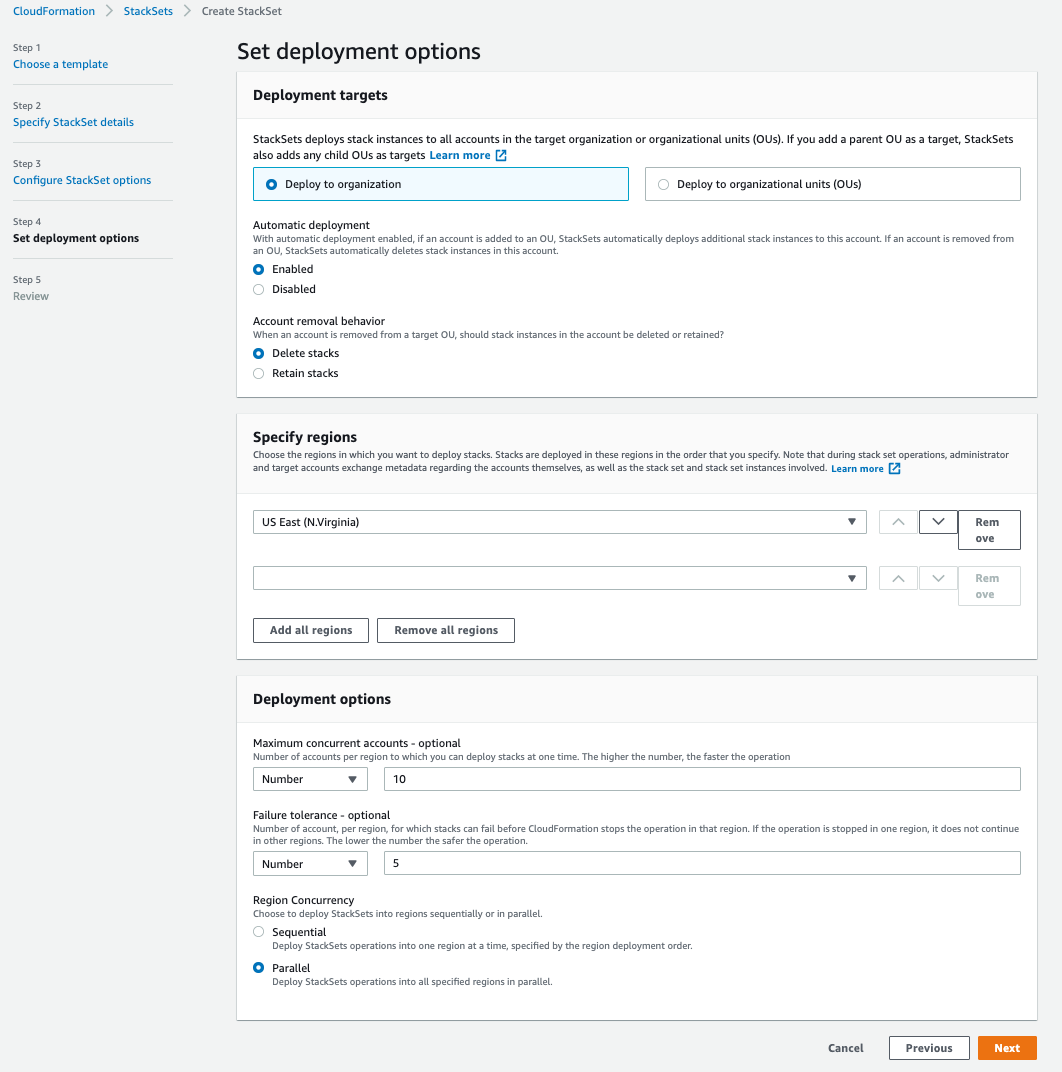 CloudFormation > StackSets > Create StackSet
Step 1
Choose a template
Step 2
Specify StackSet details
Step 3
Configure StackSet options
Step 4
Set deployment options
Step 5
Review
Set deployment options
Deployment targets
StackSets deploys stack instances to all accounts in the target organization or organizational units (OUs). If you add a parent OU as a target, StackSets
also adds any child OUs as targets Learn more
Deploy to organization
Deploy to organizational units (OUs)
Automatic deployment
With automatic deployment enabled, if an account is added to an OU, StackSets automatically deploys additional stack instances to this account. If an account is removed from
an OU, StackSets automatically deletes stack instances in this account.
Enabled
Disabled
Account removal behavior
When an account is removed from a target OU, should stack instances in the account be deleted or retained?
Delete stacks
Retain stacks
Specify regions
Choose the regions in which you want to deploy stacks. Stacks are deployed in these regions in the order that you specify. Note that during stack set operations, administrator
and target accounts exchange metadata regarding the accounts themselves, as well as the stack set and stack set instances involved. Learn more
US East (N.Virginia)
Rem
ove
Rem
ove
Add all regions
Remove all regions
Deployment options
Maximum concurrent accounts - optional
Number of accounts per region to which you can deploy stacks at one time. The higher the number, the faster the operation
Number
10
Failure tolerance - optional
Number of account, per region, for which stacks can fail before CloudFormation stops the operation in that region. If the operation is stopped in one region, it does not continue
in other regions. The lower the number the safer the operation.
Number
5
Region Concurrency
Choose to deploy StackSets into regions sequentially or in parallel.
Sequential
Deploy StackSets operations into one region at a time, specified by the region deployment order.
Parallel
Deploy StackSets operations into all specified regions in parallel.
Cancel
Previous
Next